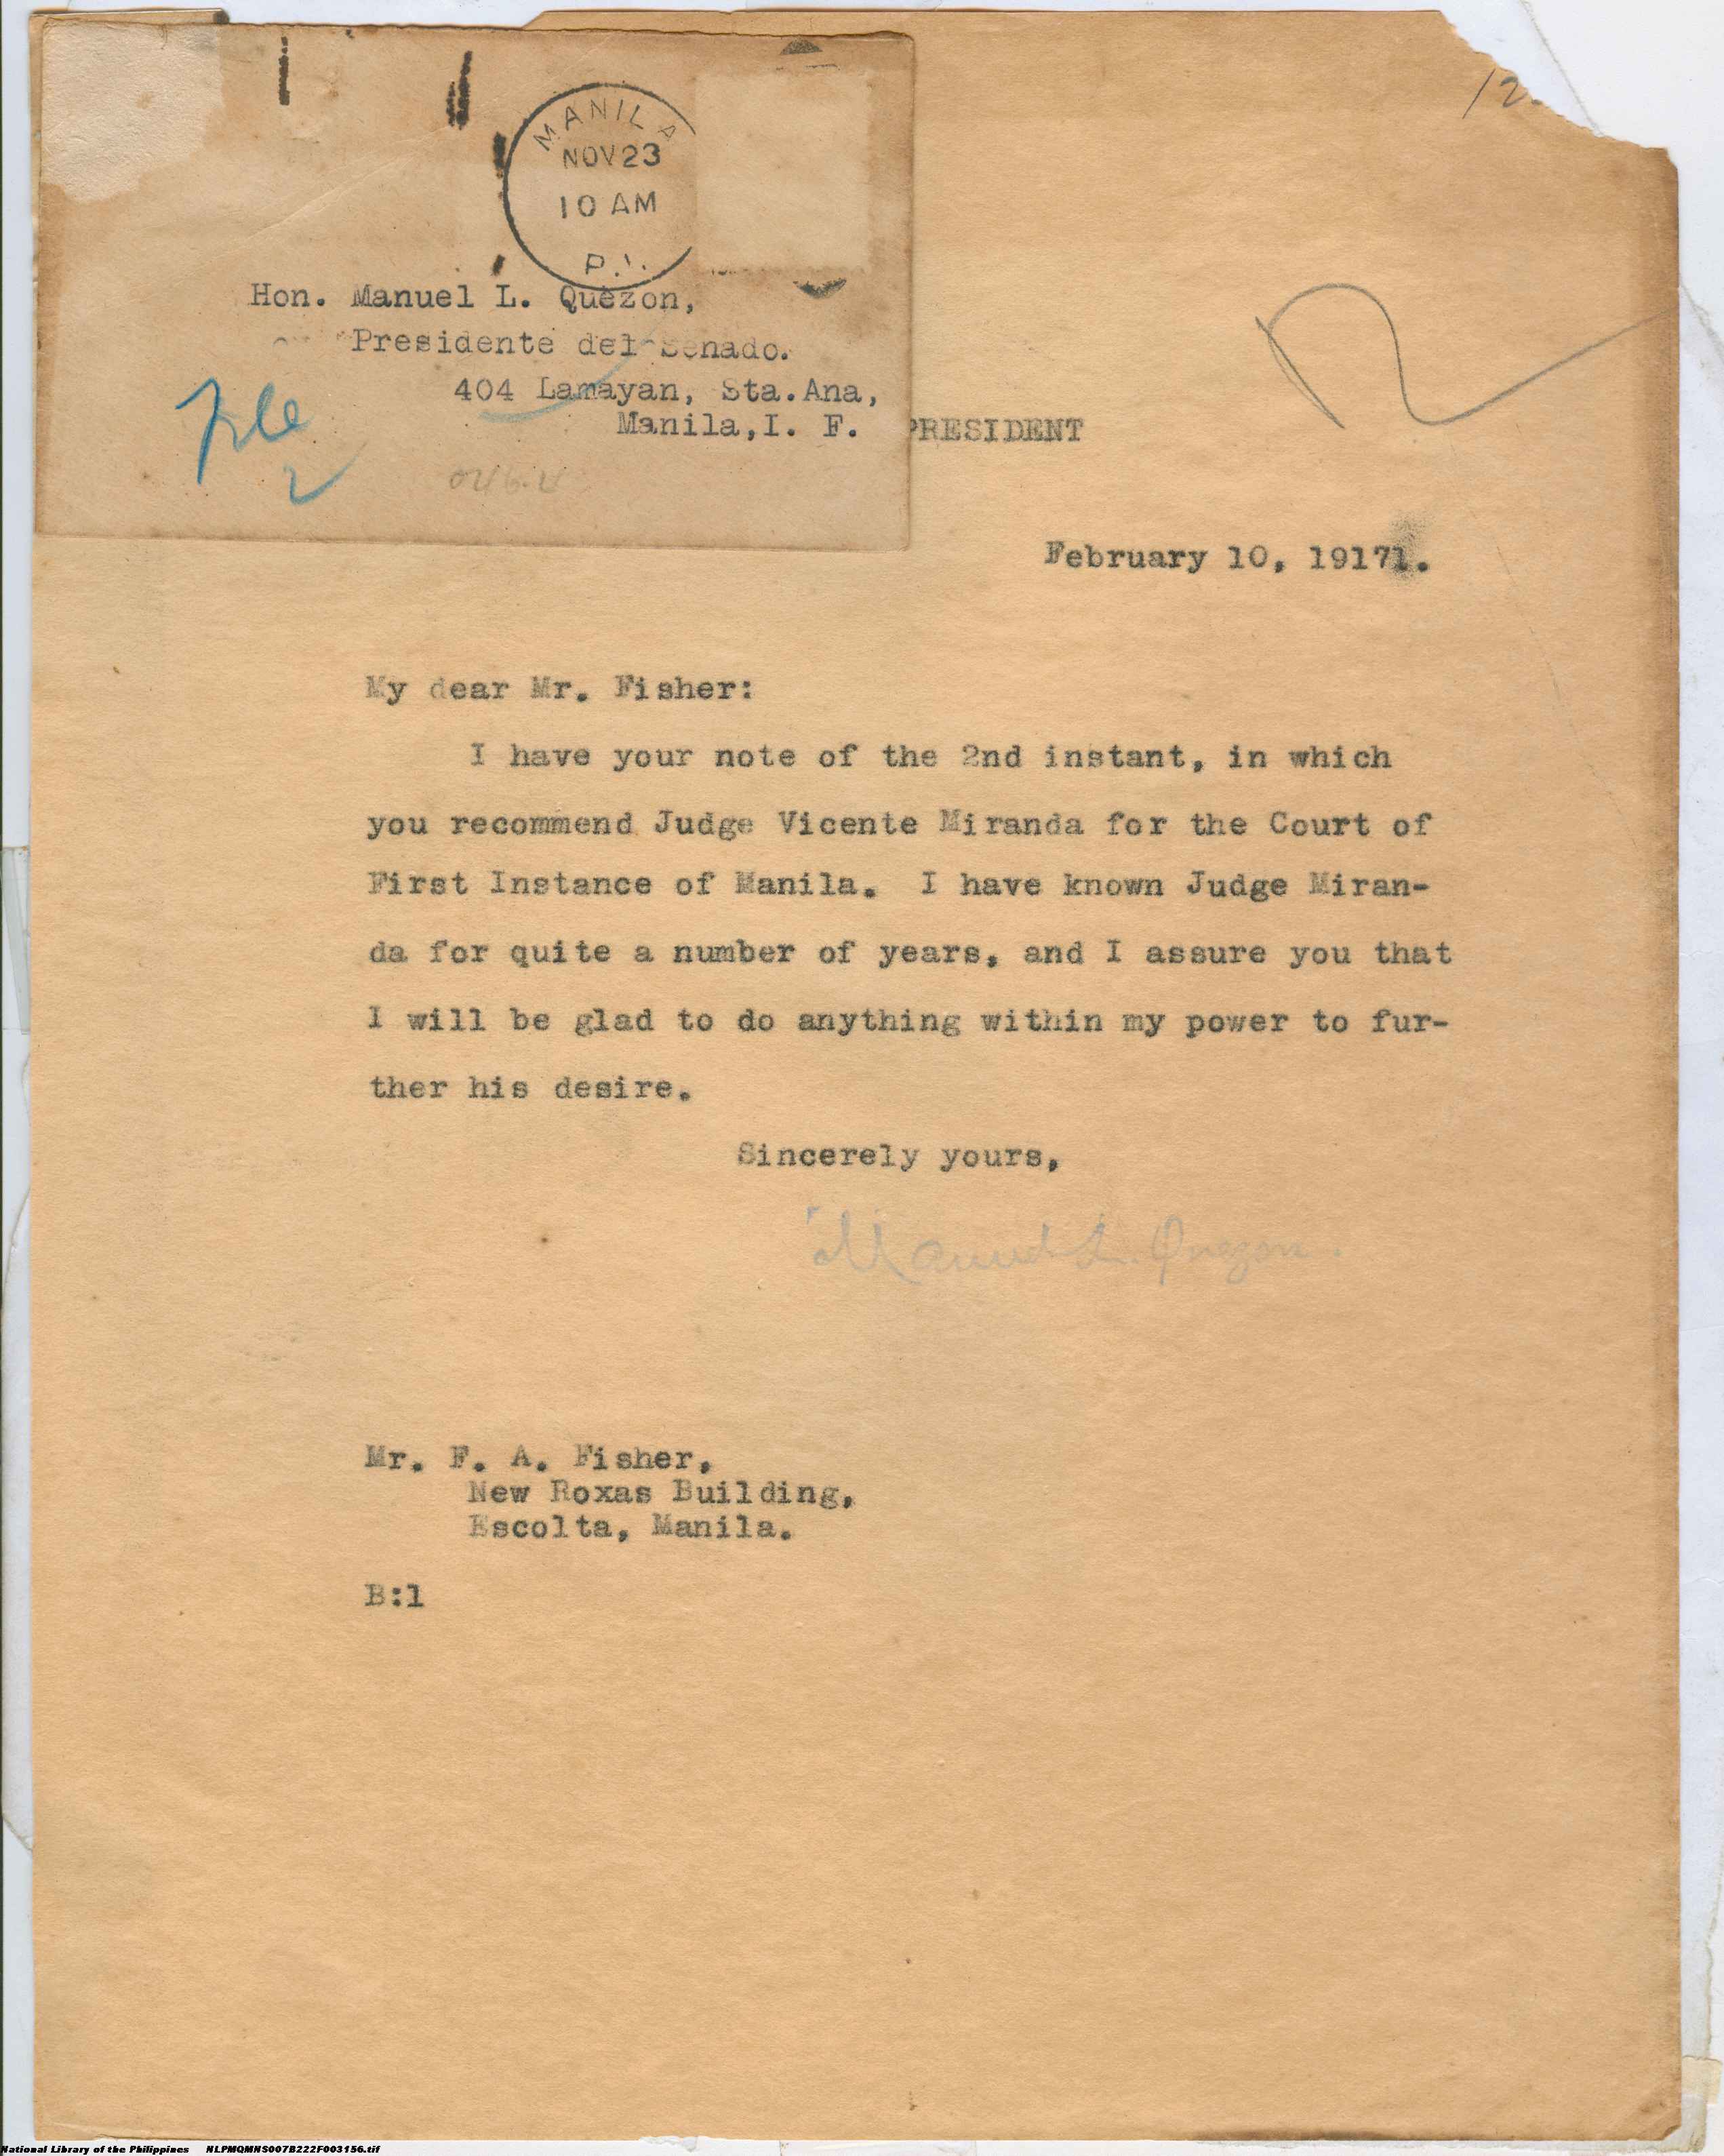 MANILA
NOV 23
10 AM
P.I.
Hon. Manuel L. Quezon,
Presidente del Senado.
404 Lamayan, Sta. Ana,
Manila, I. F.
File
2
12
PRESIDENT
February 10, 19171.
My dear Mr. Fisher:
I have your note of the 2nd instant, in which
you recommend Judge Vicente Miranda for the Court of
First Instance of Manila. I have known Judge Miran-
da for quite a number of years, and I assure you that
I will be glad to do anything within my power to fur-
ther his desire.
Sincerely yours,
Manuel L. Quezon.
Mr. F. A. Fisher,
New Roxas Building,
Escolta, Manila.
B:l
National Library of the Philippines NLPMQMNS007B222F003156.tif